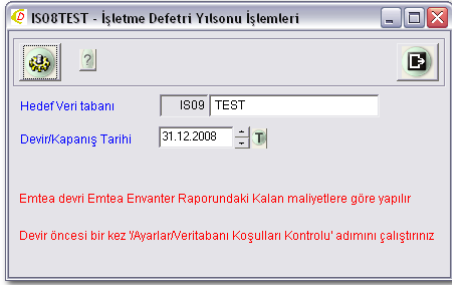 IS08TEST - İşletme Defetri Yılsonu İşlemleri
?
Hedef Veri tabanı IS09 TEST
Devir/Kapanış Tarihi 31.12.2008 T
Emtea devri Emtea Envanter Raporundaki Kalan maliyetlere göre yapılır
Devir öncesi bir kez '/Ayarlar/Veritabanı Koşulları Kontrolu' adımını çalıştırınız